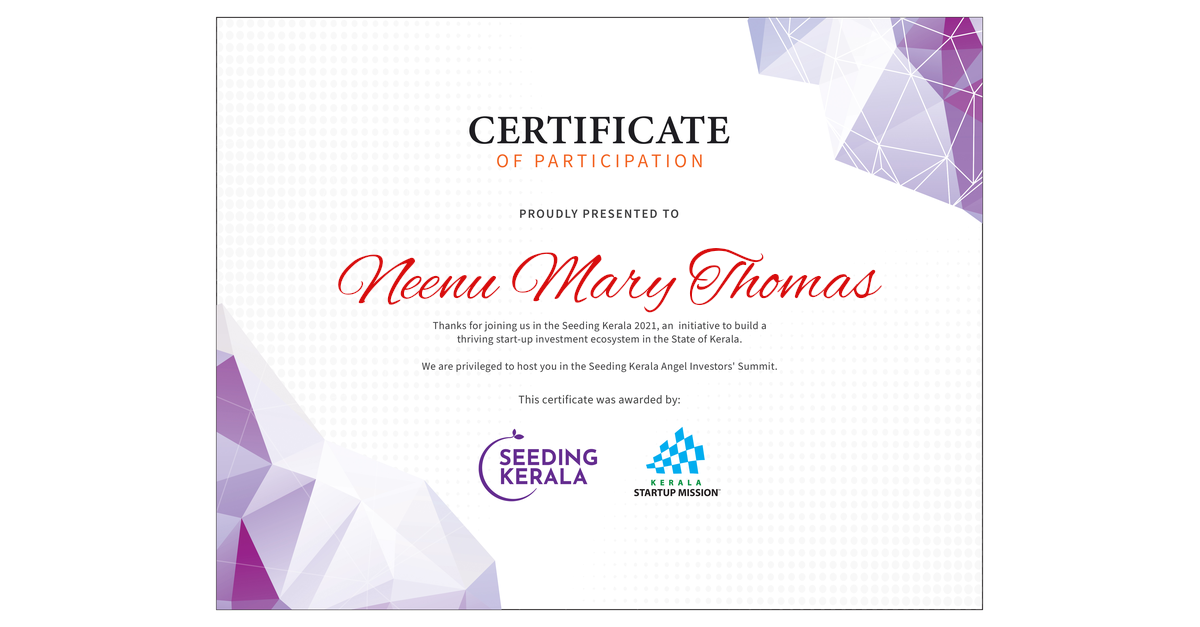 CERTIFICATE
OF PARTICIPATION
PROUDLY PRESENTED TO
Neenu Mary Thomas
Thanks for joining us in the Seeding Kerala 2021, an initiative to build a
thriving start-up investment ecosystem in the State of Kerala.
We are privileged to host you in the Seeding Kerala Angel Investors' Summit.
This certificate was awarded by:
SEEDING
KERALA
KERALA
STARTUP MISSION